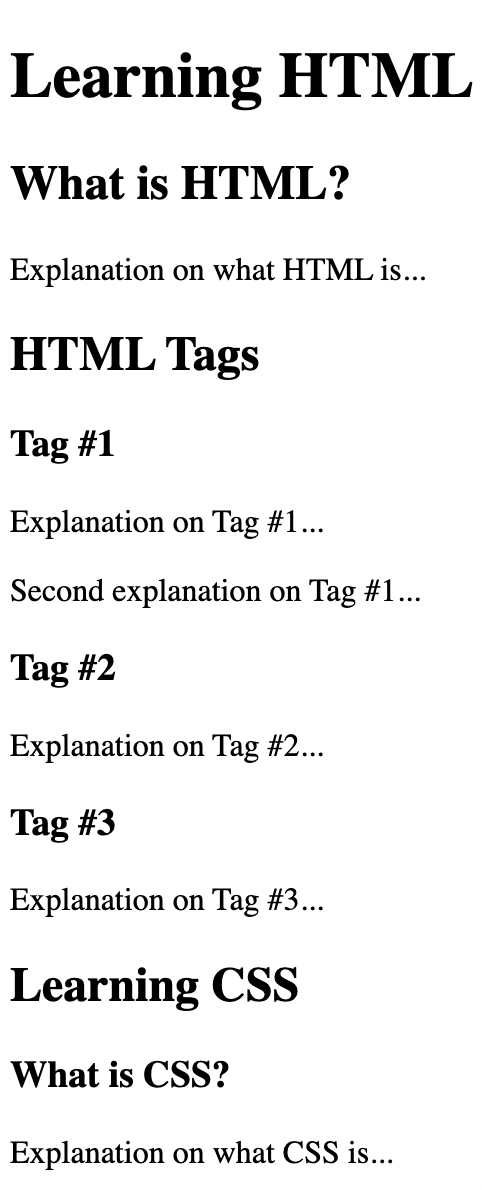 Learning HTML
What is HTML?
Explanation on what HTML is...
HTML Tags
Tag #1
Explanation on Tag #1...
Second explanation on Tag #1...
Tag #2
Explanation on Tag #2...
Tag #3
Explanation on Tag #3...
Learning CSS
What is CSS?
Explanation on what CSS is...